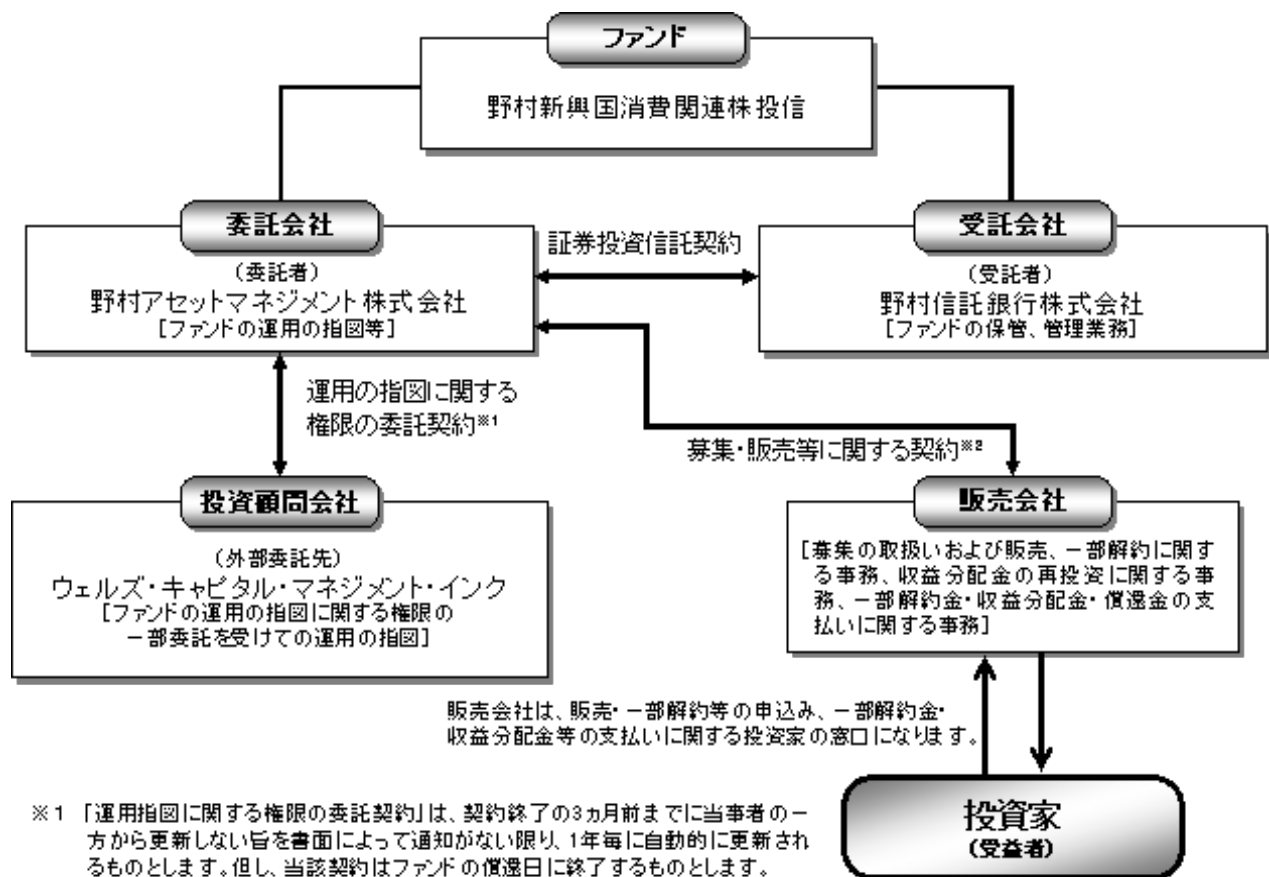 ファンド
野村新興国消費関連株投信
委託会社
(委託者)
野村アセットマネジメント株式会社
[ファンドの運用の指図等]
証券投資信託契約
受託会社
(受託者)
野村信託銀行株式会社
[ファンドの保管、管理業務]
運用の指図に関する
権限の委託契約※1
募集・販売等に関する契約※2
投資顧問会社
(外部委託先)
ウェルズ・キャピタル・マネジメント・インク
[ファンドの運用の指図に関する権限の
一部委託を受けての運用の指図]
販売会社
[募集の取扱いおよび販売、一部解約に関す
る事務、収益分配金の再投資に関する事
務、一部解約金・収益分配金・償還金の支
払いに関する事務]
販売会社は、販売・一部解約等の申込み、一部解約金・
収益分配金等の支払いに関する投資家の窓口になります。
投資家
(受益者)
※1 「運用指図に関する権限の委託契約」は、契約終了の3ヵ月前までに当事者の一
方から更新しない旨を書面によって通知がない限り、1年毎に自動的に更新され
るものとします。但し、当該契約はファンドの償還日に終了するものとします。